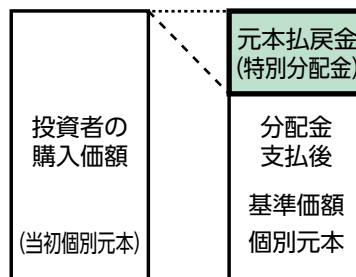 元本払戻金
(特別分配金)
投資者の
購入価額
(当初個別元本)
分配金
支払後
基準価額
個別元本